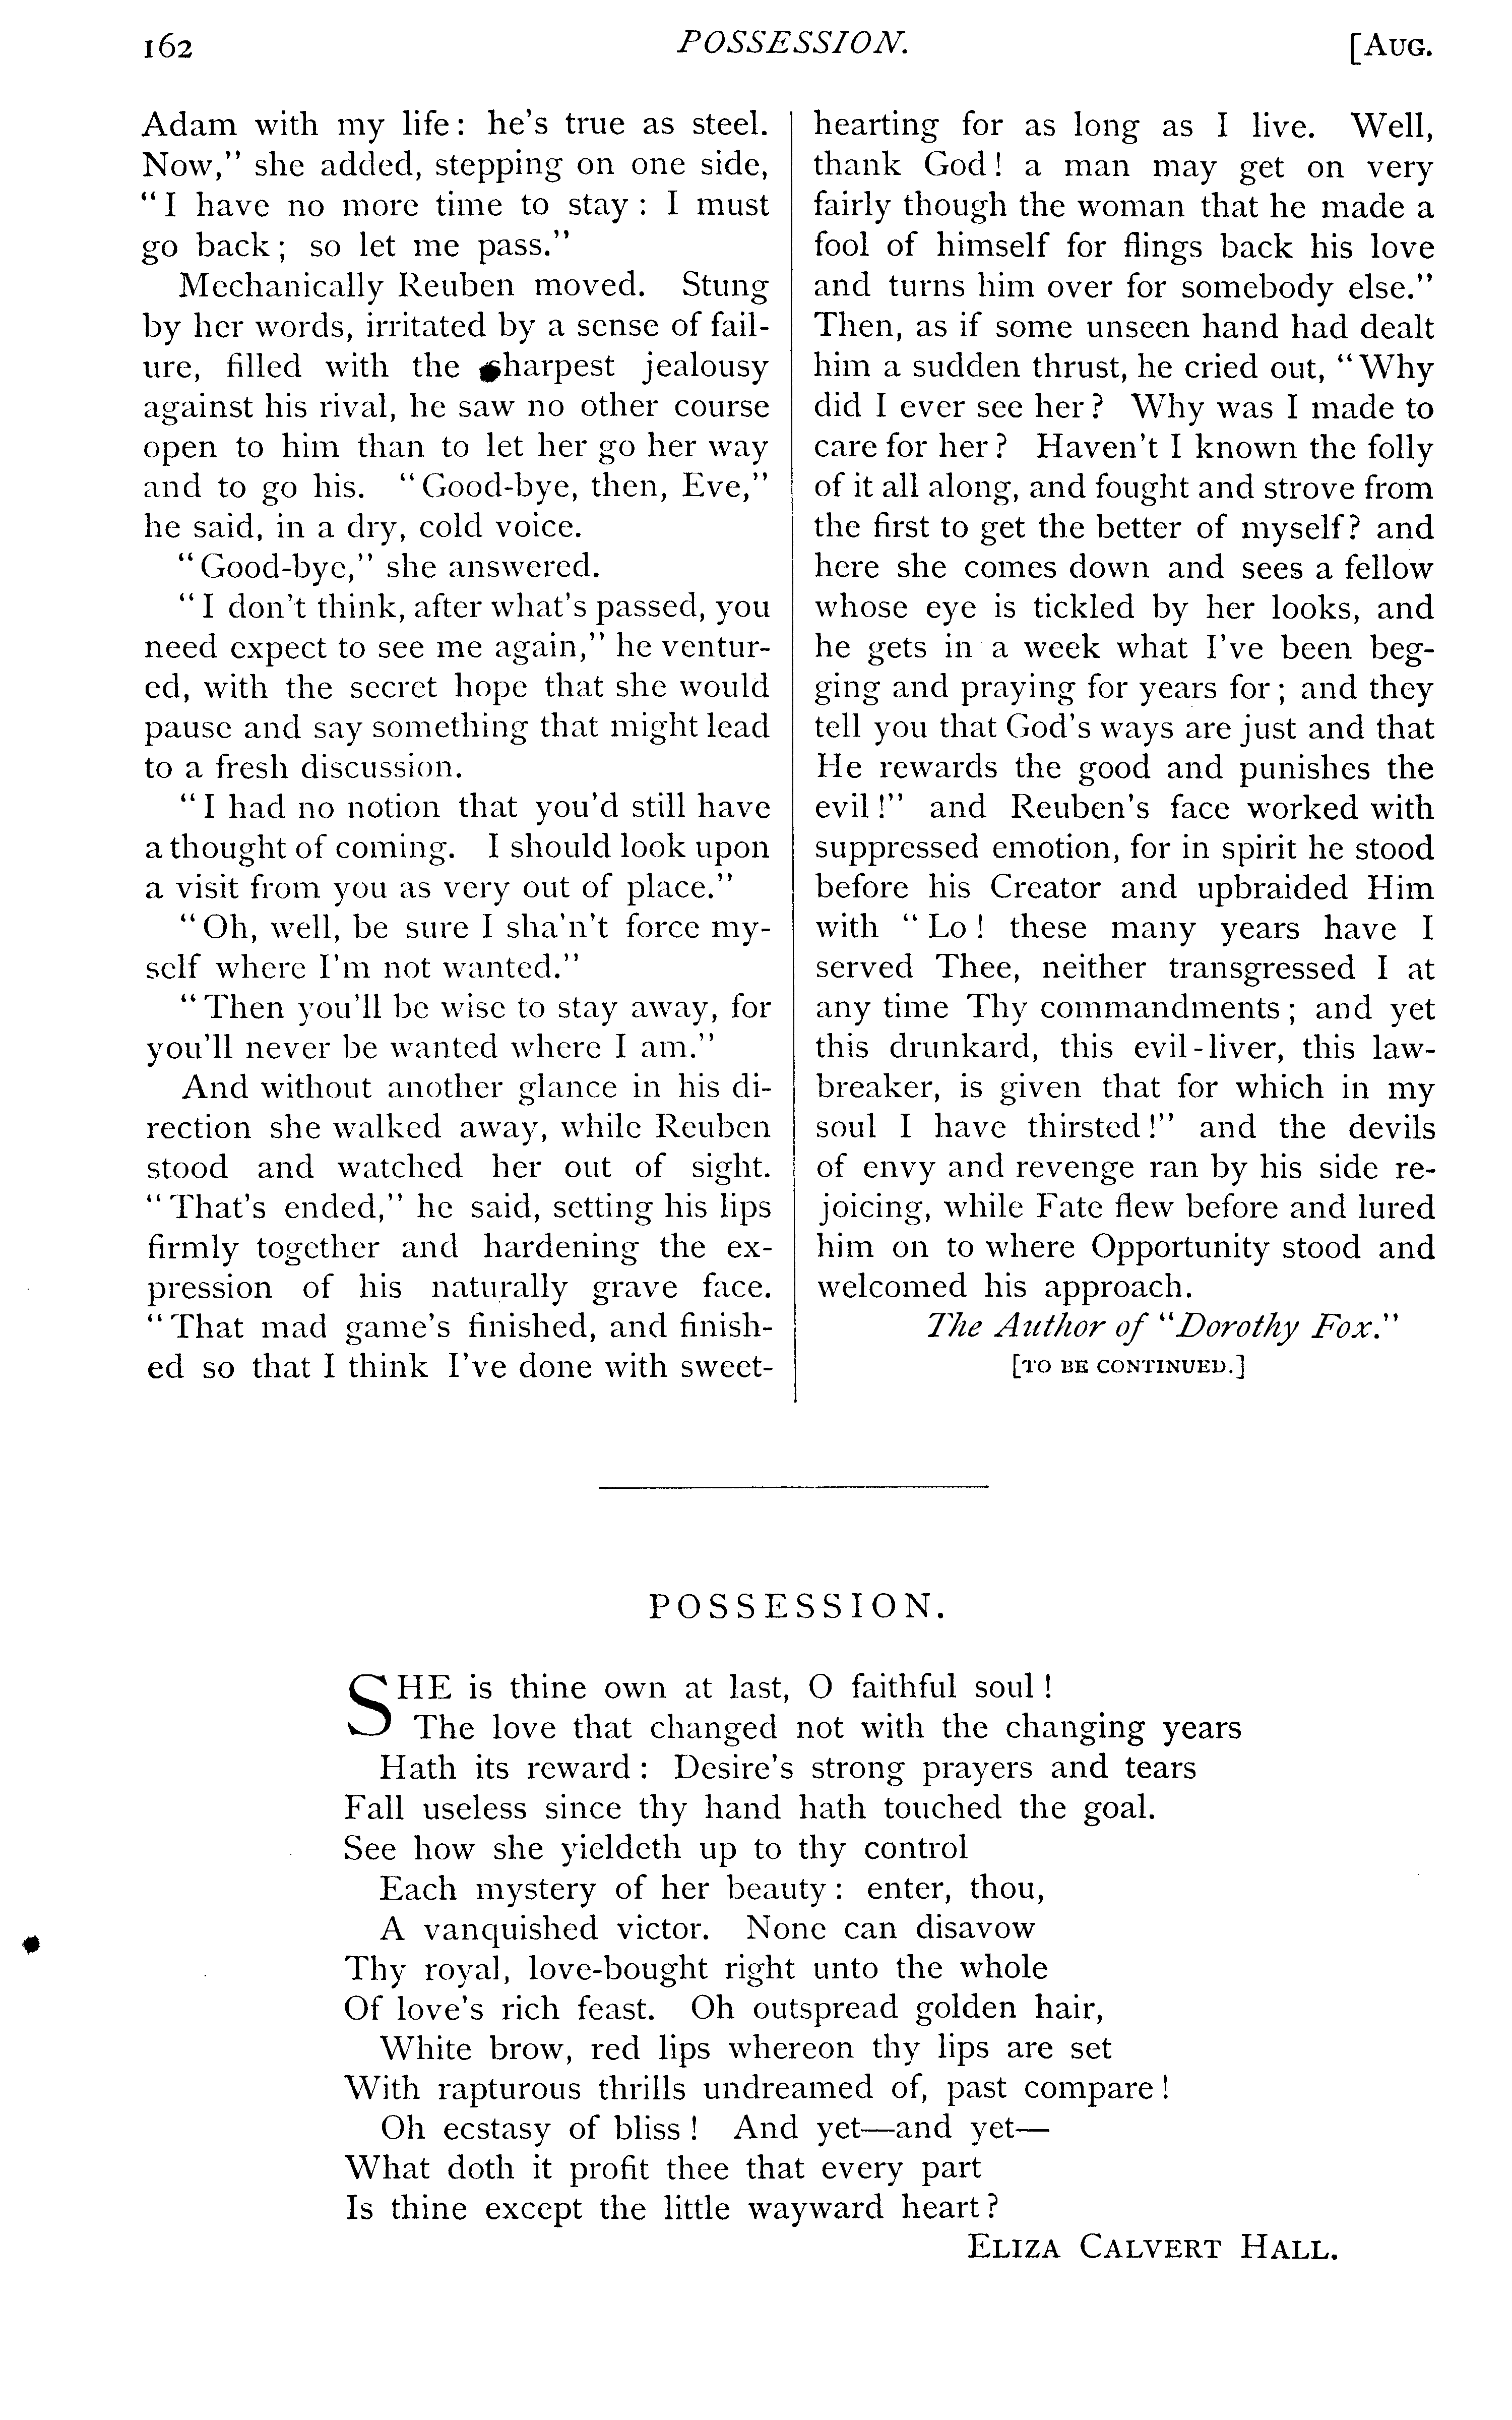 162
POSSESSION.
[AUG.
Adam with my life: he's true as steel.
Now," she added, stepping on one side,
"I have no more time to stay: I must
go back; so let me pass."
Mechanically Reuben moved. Stung
by her words, irritated by a sense of fail-
ure, filled with the sharpest jealousy
against his rival, he saw no other course
open to him than to let her go her way
and to go his. "Good-bye, then, Eve,"
he said, in a dry, cold voice.
"Good-bye," she answered.
"I don't think, after what's passed, you
need expect to see me again," he ventur-
ed, with the secret hope that she would
pause and say something that might lead
to a fresh discussion.
"I had no notion that you'd still have
a thought of coming. I should look upon
a visit from you as very out of place."
"Oh, well, be sure I sha'n't force my-
self where I'm not wanted."
"Then you'll be wise to stay away, for
you'll never be wanted where I am."
And without another glance in his di-
rection she walked away, while Reuben
stood and watched her out of sight.
"That's ended," he said, setting his lips
firmly together and hardening the ex-
pression of his naturally grave face.
"That mad game's finished, and finish-
ed so that I think I've done with sweet-
hearting for as long as I live. Well,
thank God! a man may get on very
fairly though the woman that he made a
fool of himself for flings back his love
and turns him over for somebody else."
Then, as if some unseen hand had dealt
him a sudden thrust, he cried out, "Why
did I ever see her? Why was I made to
care for her? Haven't I known the folly
of it all along, and fought and strove from
the first to get the better of myself? and
here she comes down and sees a fellow
whose eye is tickled by her looks, and
he gets in a week what I've been beg-
ging and praying for years for; and they
tell you that God's ways are just and that
He rewards the good and punishes the
evil!" and Reuben's face worked with
suppressed emotion, for in spirit he stood
before his Creator and upbraided Him
with "Lo! these many years have I
served Thee, neither transgressed I at
any time Thy commandments; and yet
this drunkard, this evil-liver, this law-
breaker, is given that for which in my
soul I have thirsted!" and the devils
of envy and revenge ran by his side re-
joicing, while Fate flew before and lured
him on to where Opportunity stood and
welcomed his approach.
The Author of "Dorothy Fox."
[TO BE CONTINUED.]
POSSESSION.
SHE is thine own at last, O faithful soul!
The love that changed not with the changing years
Hath its reward: Desire's strong prayers and tears
Fall useless since thy hand hath touched the goal.
See how she yieldeth up to thy control
Each mystery of her beauty: enter, thou,
A vanquished victor. None can disavow
Thy royal, love-bought right unto the whole
Of love's rich feast. Oh outspread golden hair,
White brow, red lips whereon thy lips are set
With rapturous thrills undreamed of, past compare!
Oh ecstasy of bliss! And yet—and yet—
What doth it profit thee that every part
Is thine except the little wayward heart?
ELIZA CALVERT HALL.